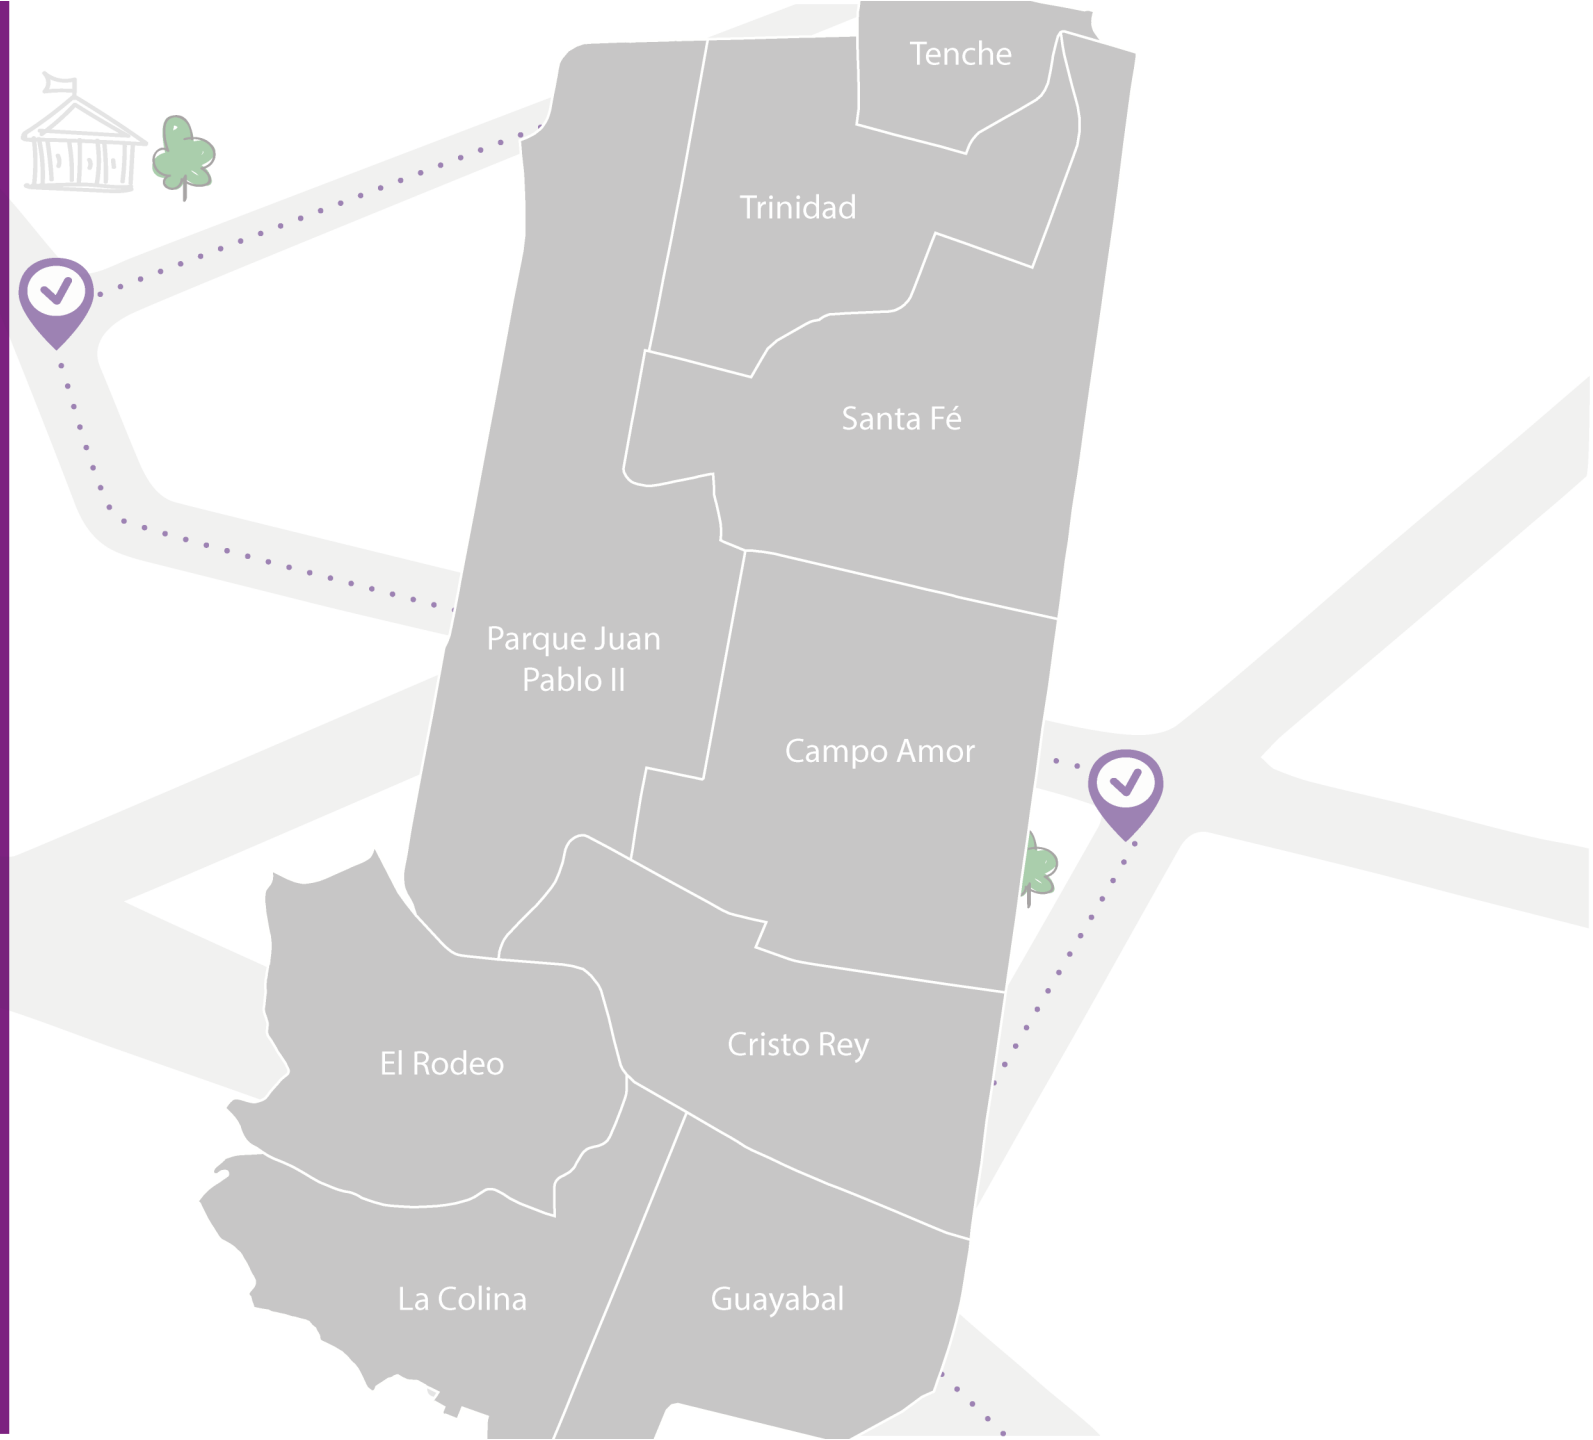 Tenche
Trinidad
Santa Fé
Parque Juan
Pablo II
Campo Amor
Cristo Rey
El Rodeo
La Colina
Guayabal